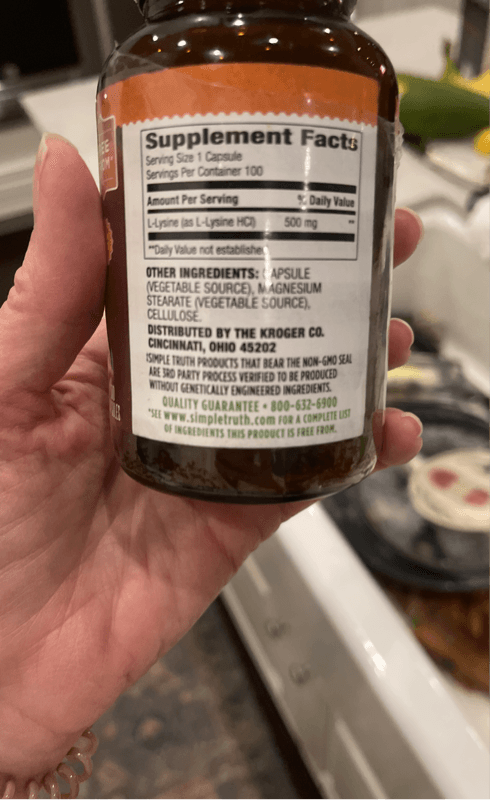 Supplement Facts
Serving Size 1 Capsule
Servings Per Container 100
Amount Per Serving % Daily Value
L-Lysine (as L-Lysine HCl) 500 mg **
**Daily Value not established
OTHER INGREDIENTS: CAPSULE
(VEGETABLE SOURCE), MAGNESIUM
STEARATE (VEGETABLE SOURCE),
CELLULOSE.
DISTRIBUTED BY THE KROGER CO.
CINCINNATI, OHIO 45202
SIMPLE TRUTH PRODUCTS THAT BEAR THE NON-GMO SEAL
ARE 3RD PARTY PROCESS VERIFIED TO BE PRODUCED
WITHOUT GENETICALLY ENGINEERED INGREDIENTS.
QUALITY GUARANTEE • 800-632-6900
*SEE www.simpletruth.com FOR A COMPLETE LIST
OF INGREDIENTS THIS PRODUCT IS FREE FROM.